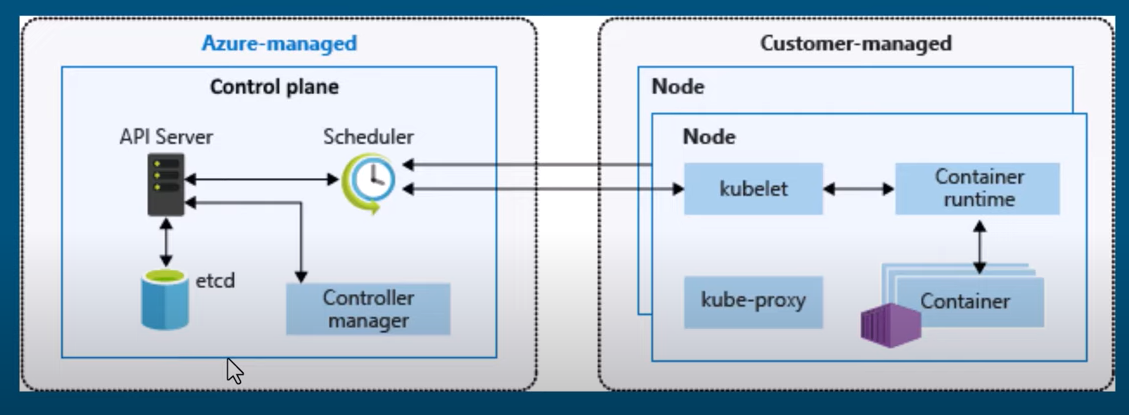 Azure-managed
Control plane
API Server
Scheduler
etcd
Controller
manager
Customer-managed
Node
Node
kubelet
Container
runtime
kube-proxy
Container